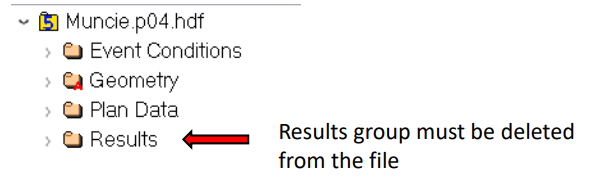 Muncie.p04.hdf
Event Conditions
Geometry
Plan Data
Results
Results group must be deleted
from the file